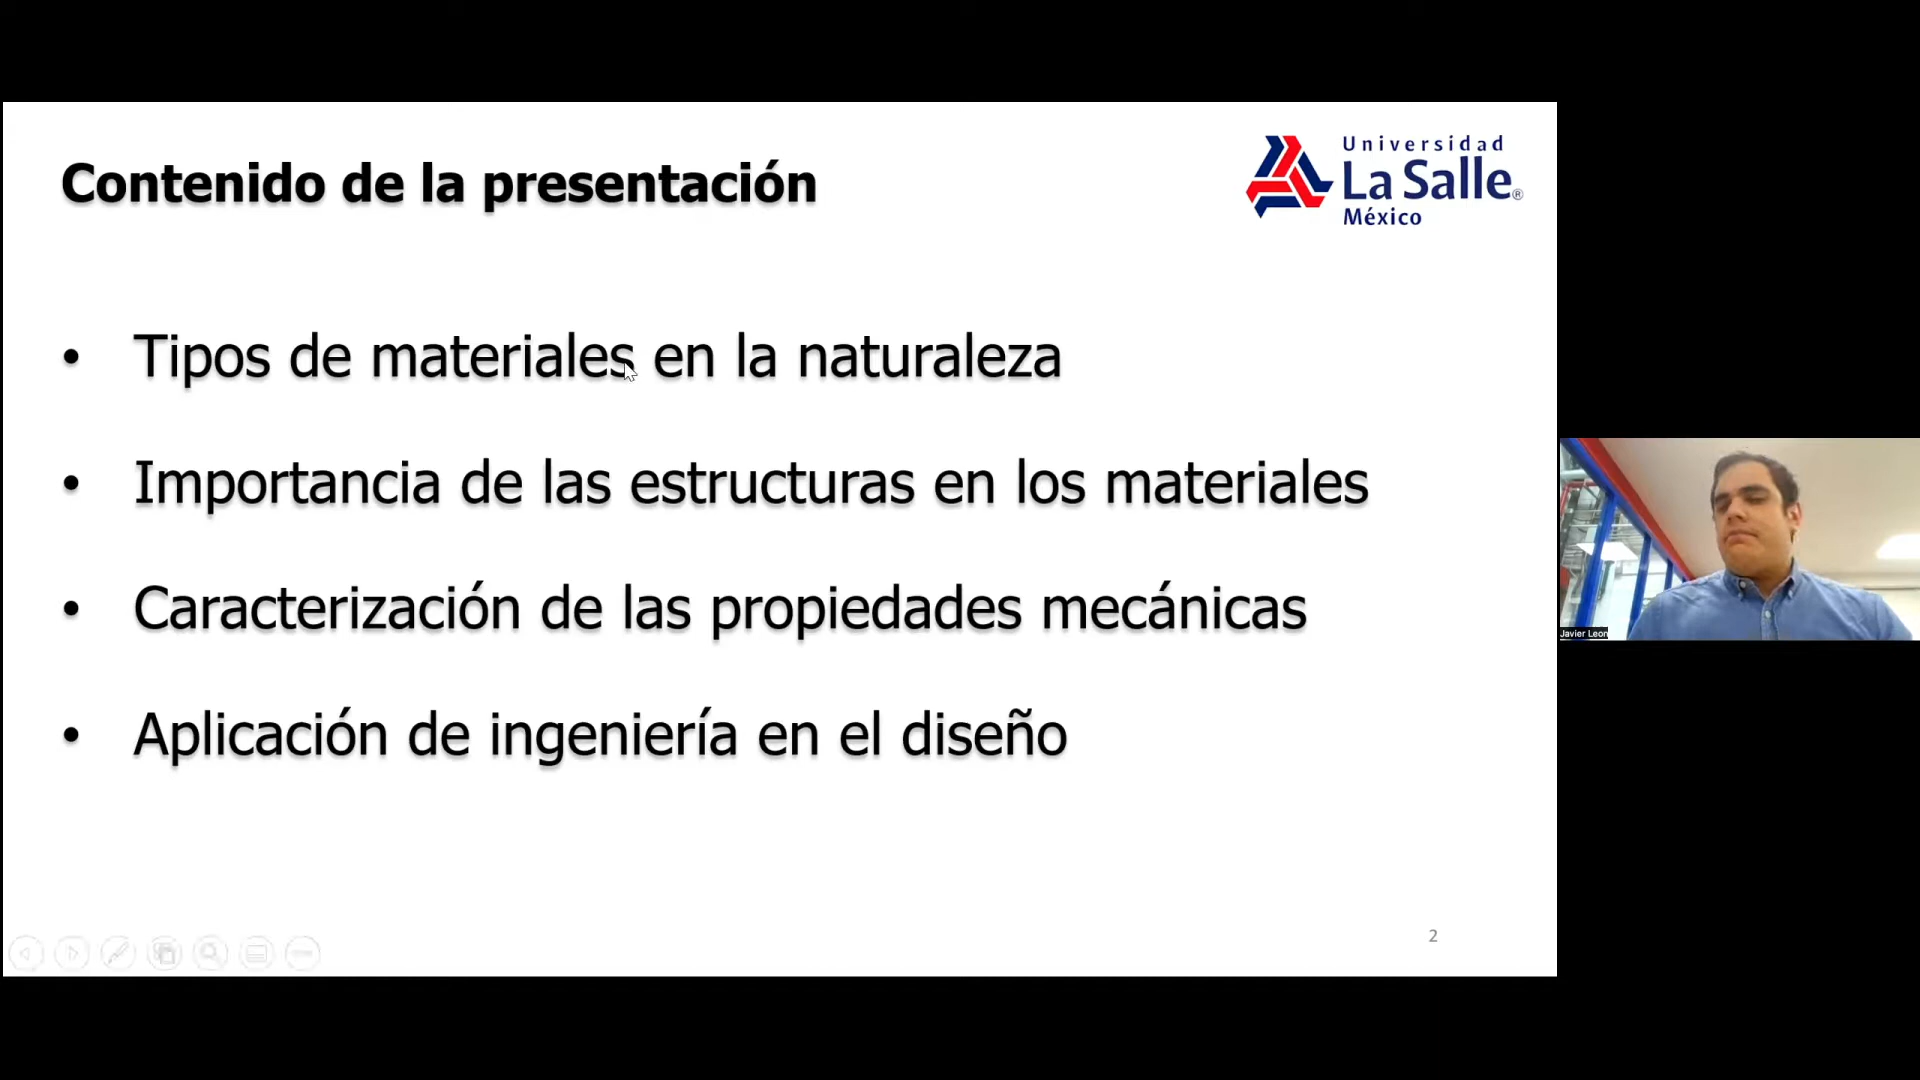 Contenido de la presentación
Universidad
La Salle®
México
• Tipos de materiales en la naturaleza
• Importancia de las estructuras en los materiales
• Caracterización de las propiedades mecánicas
• Aplicación de ingeniería en el diseño
Javier Leon
2